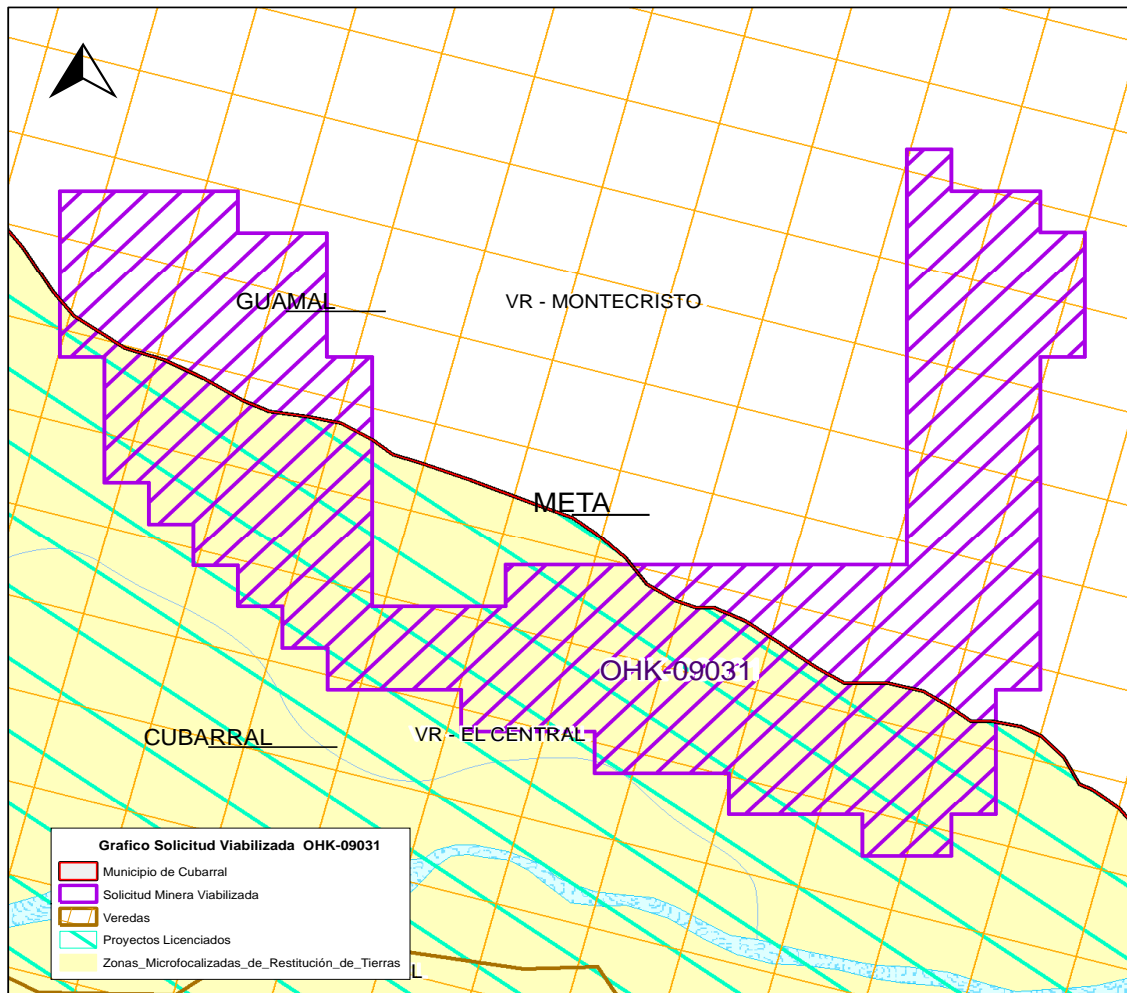 GUAMAL
VR - MONTECRISTO
META
OHK-09031
CUBARRAL
VR - EL CENTRAL
Grafico Solicitud Viabilizada OHK-09031
Municipio de Cubarral
Solicitud Minera Viabilizada
Veredas
Proyectos Licenciados
Zonas_Microfocalizadas_de_Restitución_de_Tierras